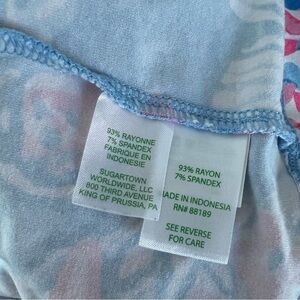 93% RAYONNE
7% SPANDEX
FABRIQUE EN
INDONESIE
SUGARTOWN
WORLDWIDE, LLC
800 THIRD AVENUE
KING OF PRUSSIA, PA
93% RAYON
7% SPANDEX
MADE IN INDONESIA
RN# 88189
SEE REVERSE
FOR CARE